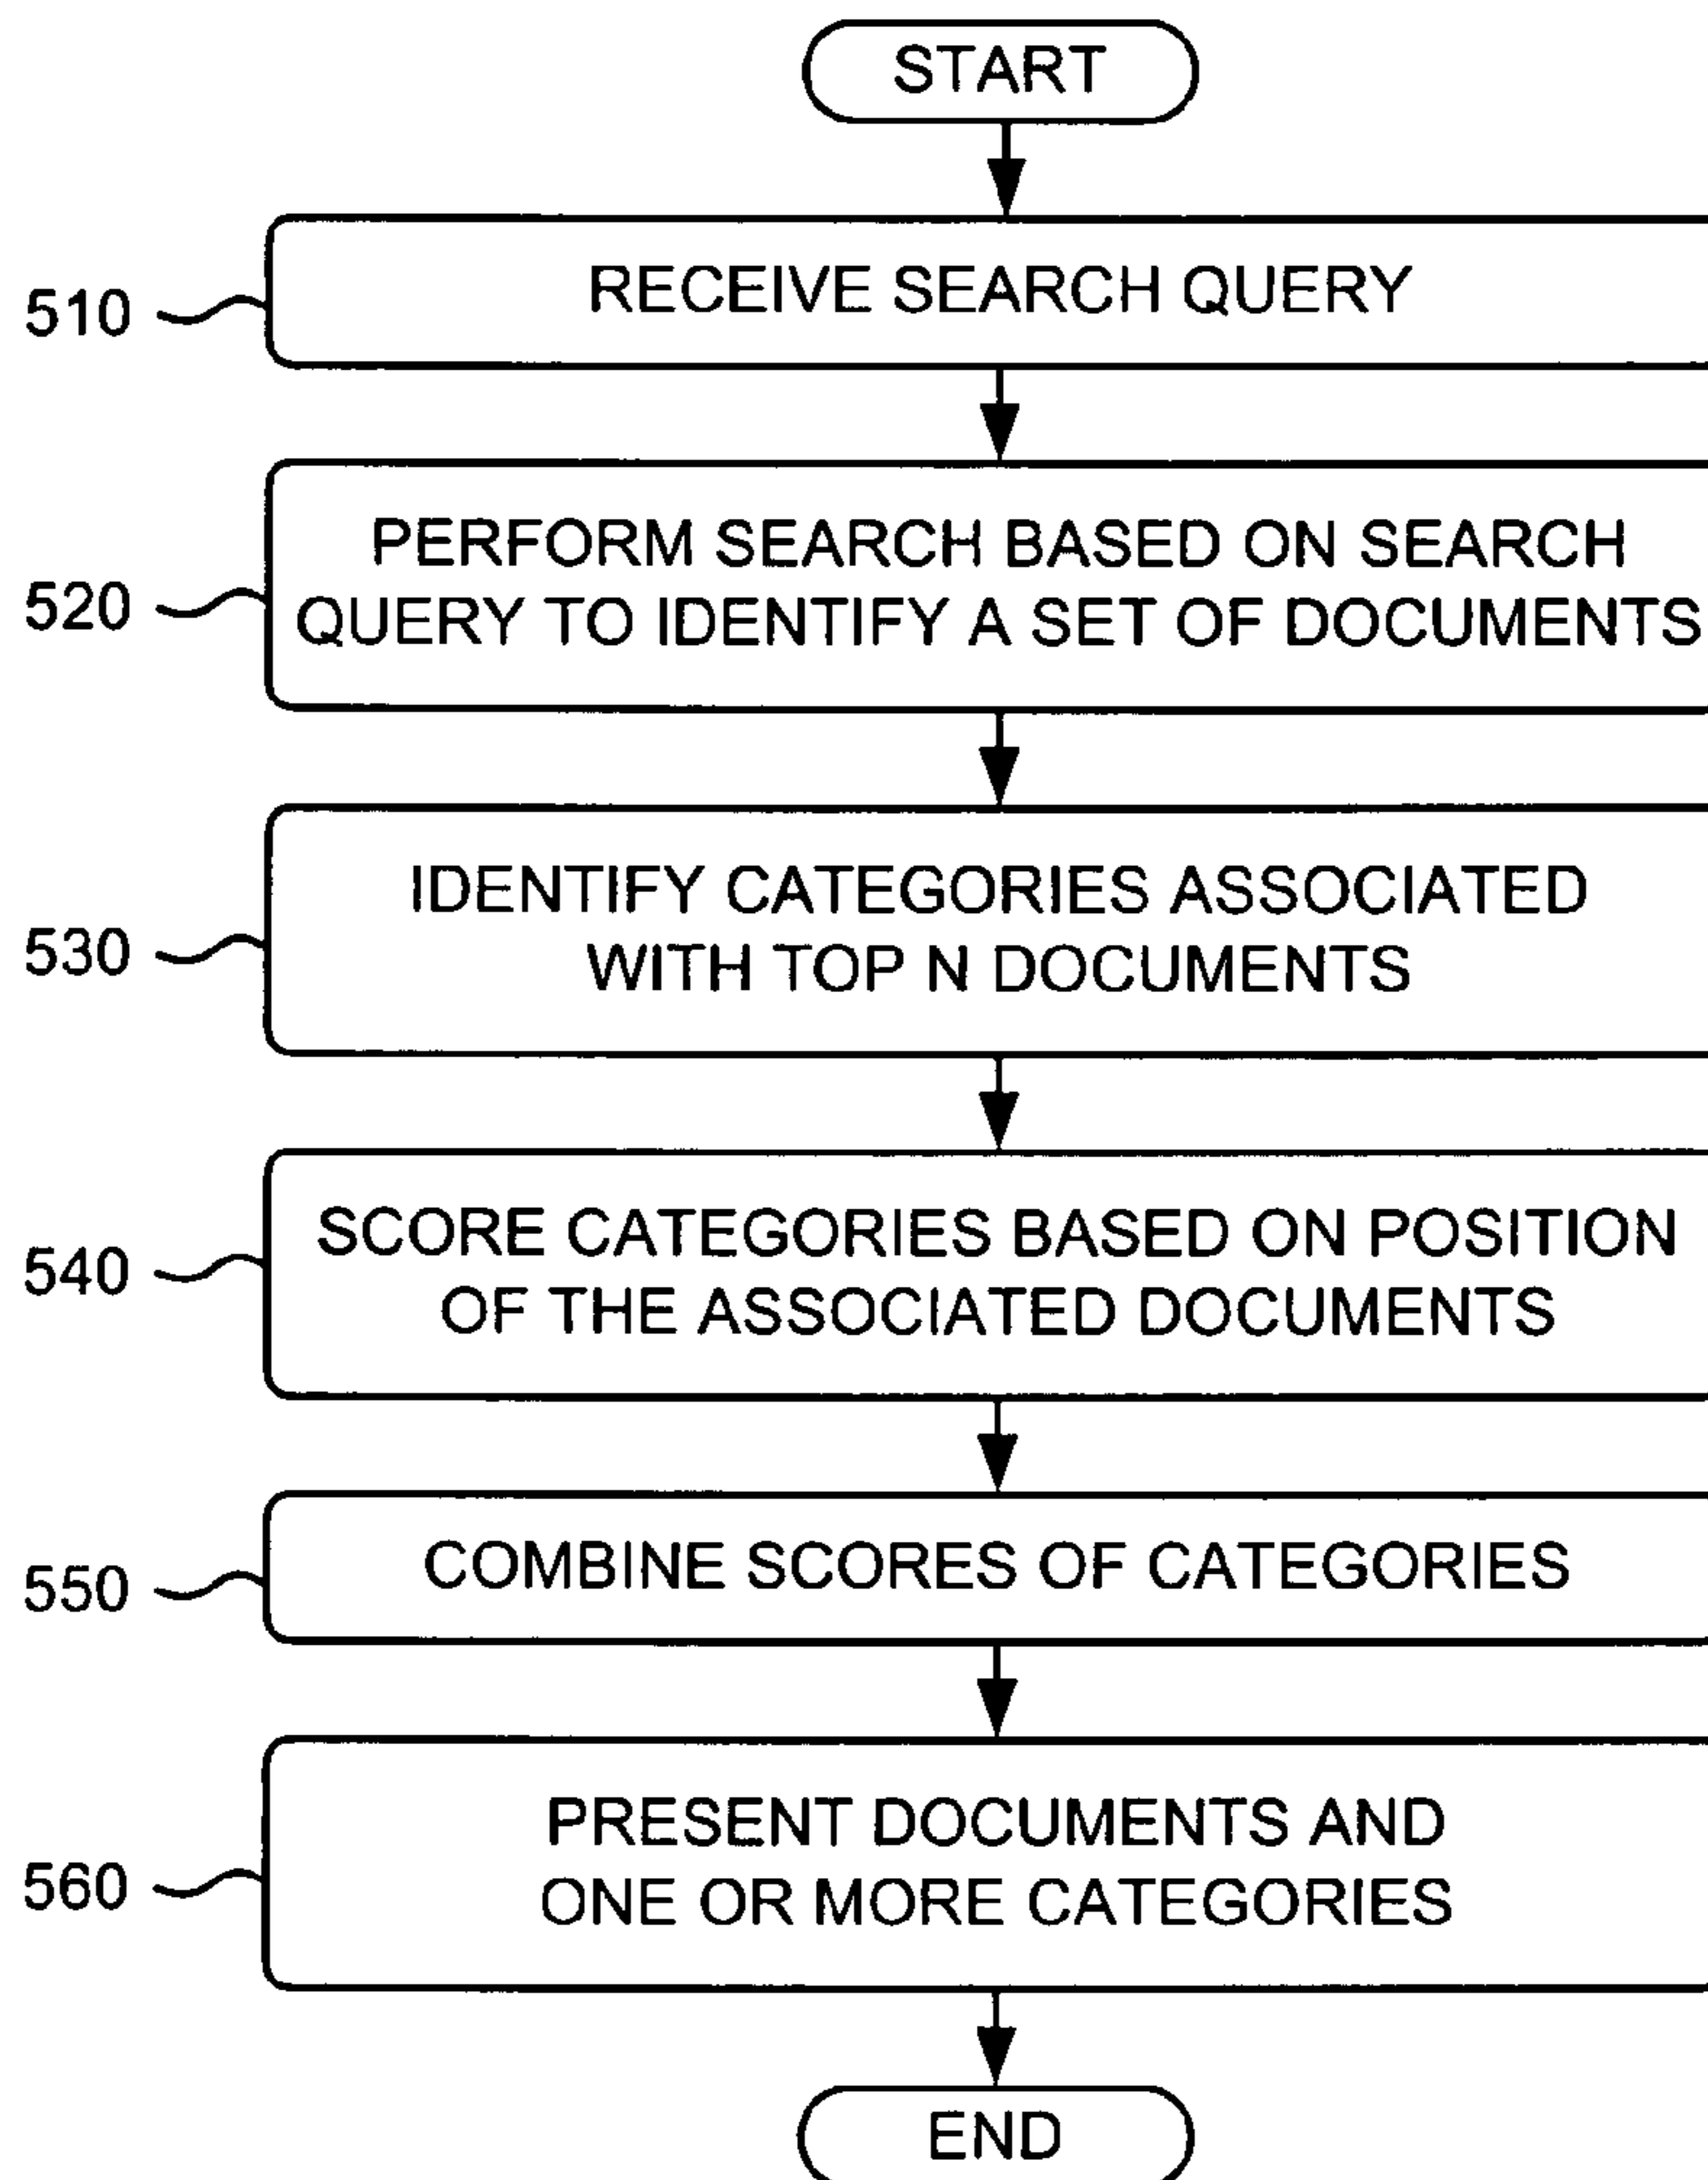 START
510
RECEIVE SEARCH QUERY
520
PERFORM SEARCH BASED ON SEARCH
QUERY TO IDENTIFY A SET OF DOCUMENTS
530
IDENTIFY CATEGORIES ASSOCIATED
WITH TOP N DOCUMENTS
540
SCORE CATEGORIES BASED ON POSITION
OF THE ASSOCIATED DOCUMENTS
550
COMBINE SCORES OF CATEGORIES
560
PRESENT DOCUMENTS AND
ONE OR MORE CATEGORIES
END